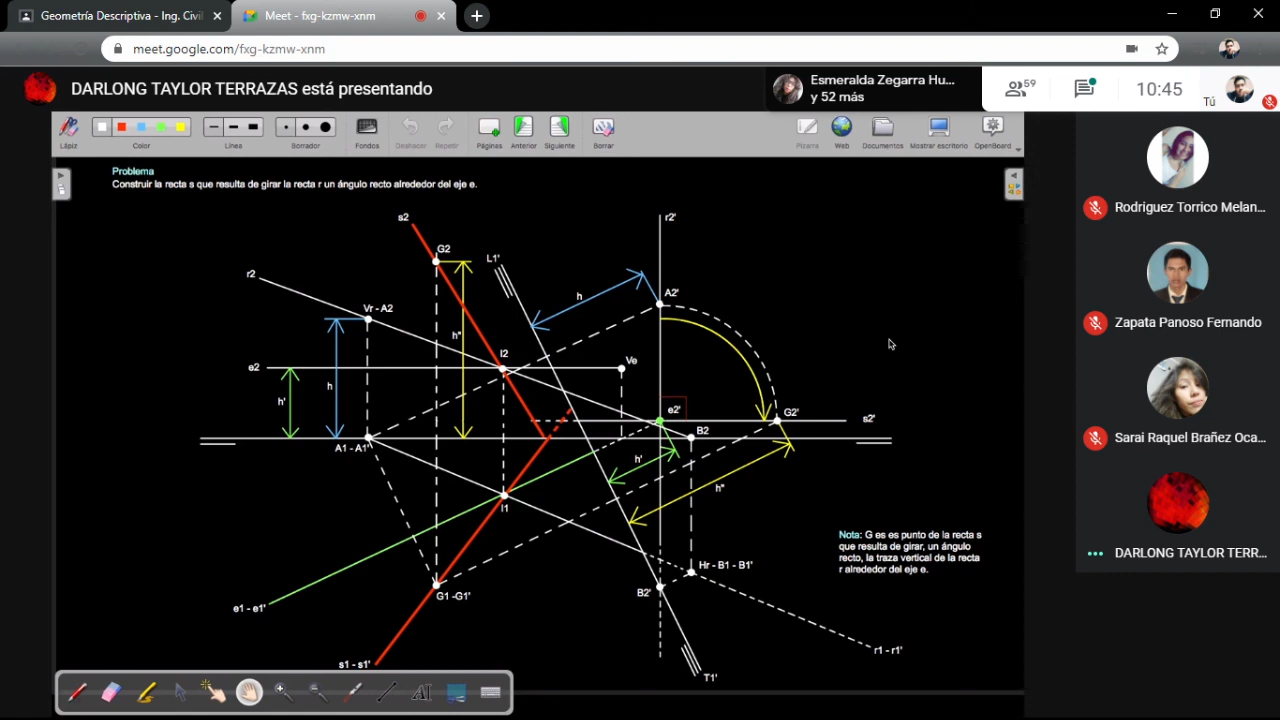 Geometría Descriptiva - Ing. Civil
Meet - fxg-kzmw-xnm
meet.google.com/fxg-kzmw-xnm
DARLONG TAYLOR TERRAZAS está presentando
Esmeralda Zegarra Hu...
y 52 más
59
10:45
Tú
Lápiz
Color
Línea
Borrador
Fondos
Deshacer
Repetir
Páginas
Anterior
Siguiente
Borrar
Pizarra
Web
Documentos
Mostrar escritorio
OpenBoard
Problema
Construir la recta s que resulta de girar la recta r un ángulo recto alrededor del eje e.
s2
r2'
G2
L1'
r2
A2'
h
Vr - A2
h"
I2
Ve
e2
h
h'
e2'
G2'
s2'
B2
A1 - A1'
h'
h"
I1
Nota: G es es punto de la recta s
que resulta de girar, un ángulo
recto, la traza vertical de la recta
r alrededor del eje e.
Hr - B1 - B1'
G1 -G1'
B2'
e1 - e1'
r1 - r1'
s1 - s1'
T1'
Rodriguez Torrico Melan...
Zapata Panoso Fernando
Sarai Raquel Brañez Oca...
DARLONG TAYLOR TERR...
AI